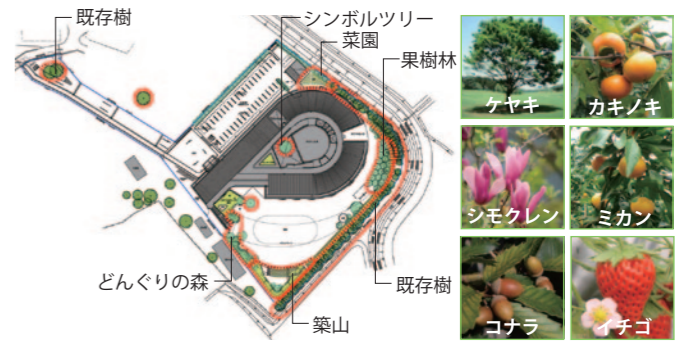 既存樹
シンボルツリー
菜園
果樹林
どんぐりの森
築山
既存樹
ケヤキ
カキノキ
シモクレン
ミカン
コナラ
イチゴ